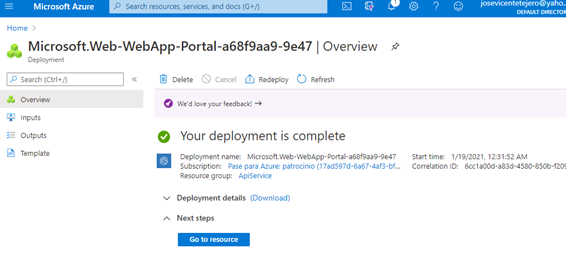 Microsoft Azure
Search resources, services, and docs (G+/)
1
josevicentetejero@yaho.
DEFAULT DIRECTOR
Home
Microsoft.Web-WebApp-Portal-a68f9aa9-9e47 | Overview
Deployment
Search (Ctrl+/)
Delete Cancel Redeploy Refresh
Overview
Inputs
Outputs
Template
We'd love your feedback! →
Your deployment is complete
Deployment name: Microsoft.Web-WebApp-Portal-a68f9aa9-9e47
Subscription: Pase para Azure: patrocinio (17ad597d-6a67-4af3-bf...
Resource group: ApiService
Start time: 1/19/2021, 12:31:52 AM
Correlation ID: 6cc1a00d-a83d-4580-850b-f209
Deployment details (Download)
Next steps
Go to resource